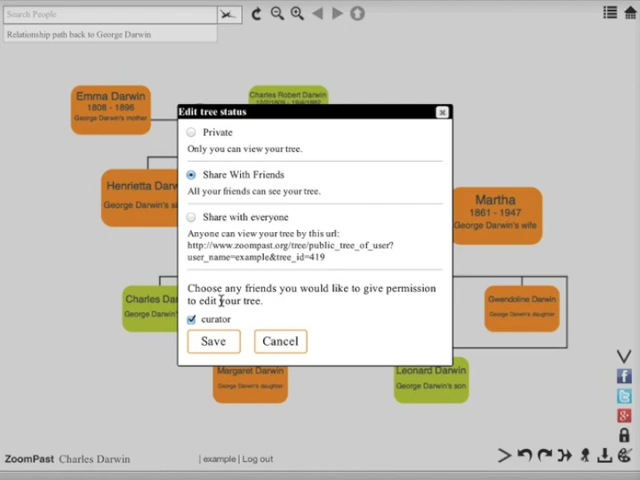 Search People
Relationship path back to George Darwin
Emma Darwin
1808 - 1896
George Darwin's mother
Charles Robert Darwin
Edit tree status
Private
Only you can view your tree.
Share With Friends
All your friends can see your tree.
Share with everyone
Anyone can view your tree by this url:
http://www.zoompast.org/tree/public_tree_of_user?
user_name=example&tree_id=419
Choose any friends you would like to give permission
to edit your tree.
curator
Save
Cancel
Henrietta Darw
George Darwin's si
Martha
1861 - 1947
George Darwin's wife
Charles Da
George Darwin's
Gwendoline Darwin
George Darwin's daughter
Margaret Darwin
George Darwin's daughter
Leonard Darwin
George Darwin's son
ZoomPast Charles Darwin | example | Log out